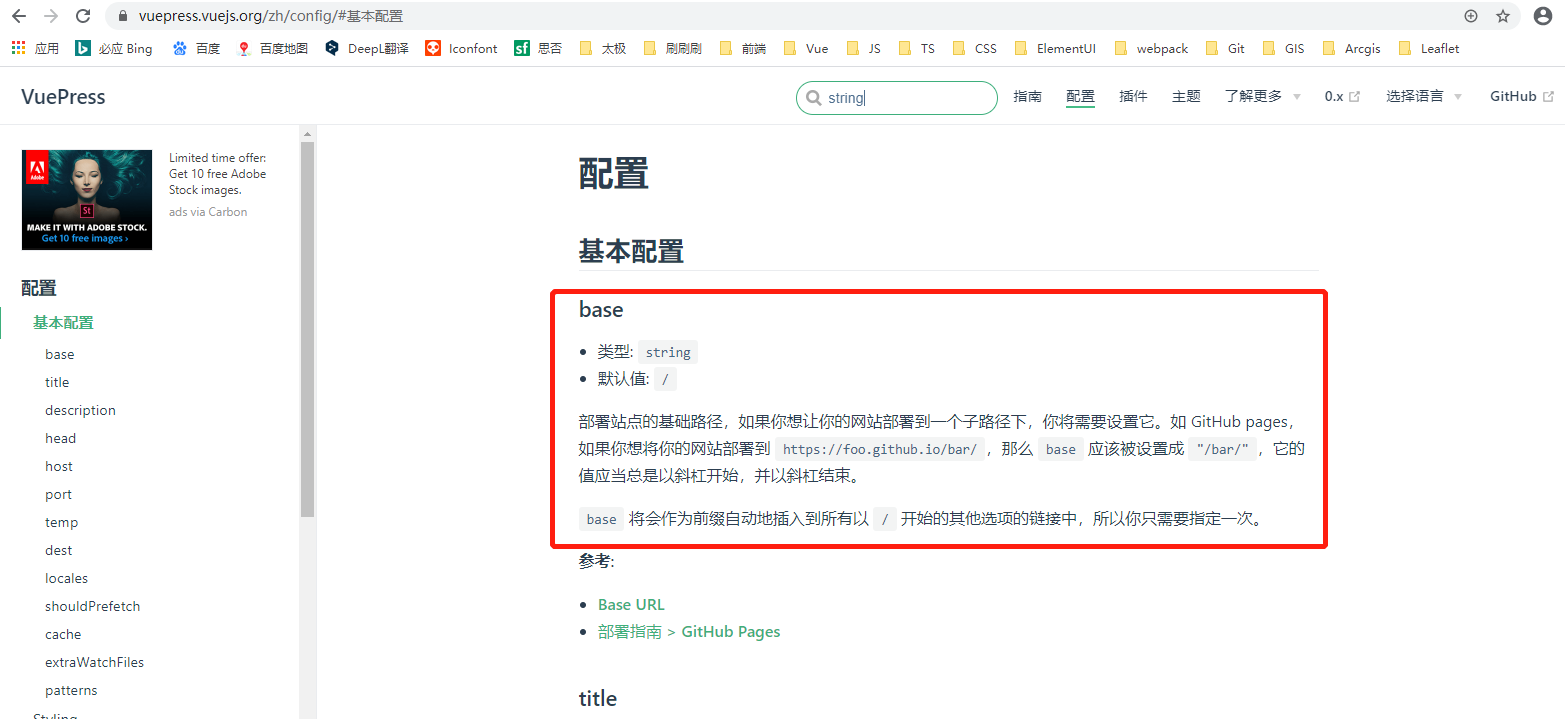 vuepress.vuejs.org/zh/config/#基本配置
应用 必应 Bing 百度 百度地图 DeepL翻译 Iconfont 思否 太极 刷刷刷 前端 Vue JS TS CSS ElementUI webpack Git GIS Arcgis Leaflet
VuePress
string
指南 配置 插件 主题 了解更多 0.x 选择语言 GitHub
Adobe
St
MAKE IT WITH ADOBE STOCK.
Get 10 free images ›
Limited time offer:
Get 10 free Adobe
Stock images.
ads via Carbon
配置
基本配置
base
title
description
head
host
port
temp
dest
locales
shouldPrefetch
cache
extraWatchFiles
patterns
Styling
配置
基本配置
base
类型: string
默认值: /
部署站点的基础路径，如果你想让你的网站部署到一个子路径下，你将需要设置它。如 GitHub pages，
如果你想将你的网站部署到 https://foo.github.io/bar/ ，那么 base 应该被设置成 "/bar/" ，它的
值应当总是以斜杠开始，并以斜杠结束。
base 将会作为前缀自动地插入到所有以 / 开始的其他选项的链接中，所以你只需要指定一次。
参考:
Base URL
部署指南 > GitHub Pages
title